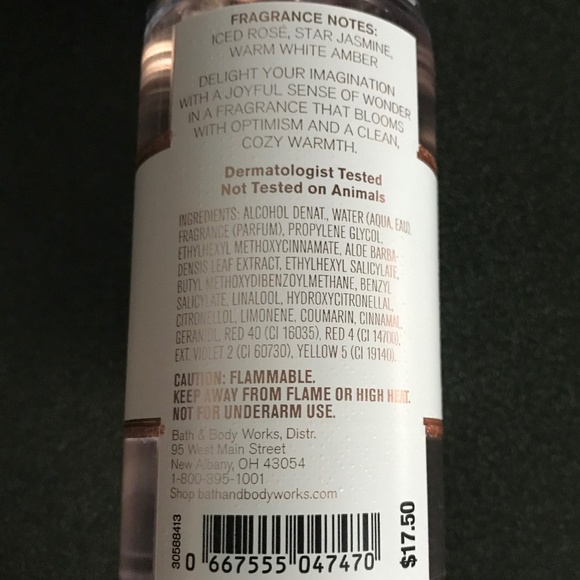 FRAGRANCE NOTES:
ICED ROSÉ, STAR JASMINE,
WARM WHITE AMBER
DELIGHT YOUR IMAGINATION
WITH A JOYFUL SENSE OF WONDER
IN A FRAGRANCE THAT BLOOMS
WITH OPTIMISM AND A CLEAN,
COZY WARMTH.
Dermatologist Tested
Not Tested on Animals
INGREDIENTS: ALCOHOL DENAT., WATER (AQUA, EAU),
FRAGRANCE (PARFUM), PROPYLENE GLYCOL,
ETHYLHEXYL METHOXYCINNAMATE, ALOE BARBA-
DENSIS LEAF EXTRACT, ETHYLHEXYL SALICYLATE,
BUTYL METHOXYDIBENZOYLMETHANE, BENZYL
SALICYLATE, LINALOOL, HYDROXYCITRONELLAL,
CITRONELLOL, LIMONENE, COUMARIN, CINNAMAL,
GERANIOL, RED 40 (CI 16035), RED 4 (CI 14700),
EXT. VIOLET 2 (CI 60730), YELLOW 5 (CI 19140).
CAUTION: FLAMMABLE.
KEEP AWAY FROM FLAME OR HIGH HEAT.
NOT FOR UNDERARM USE.
Bath & Body Works, Distr.
95 West Main Street
New Albany, OH 43054
1-800-395-1001
Shop bathandbodyworks.com
30588413
0 667555 047470
$17.50